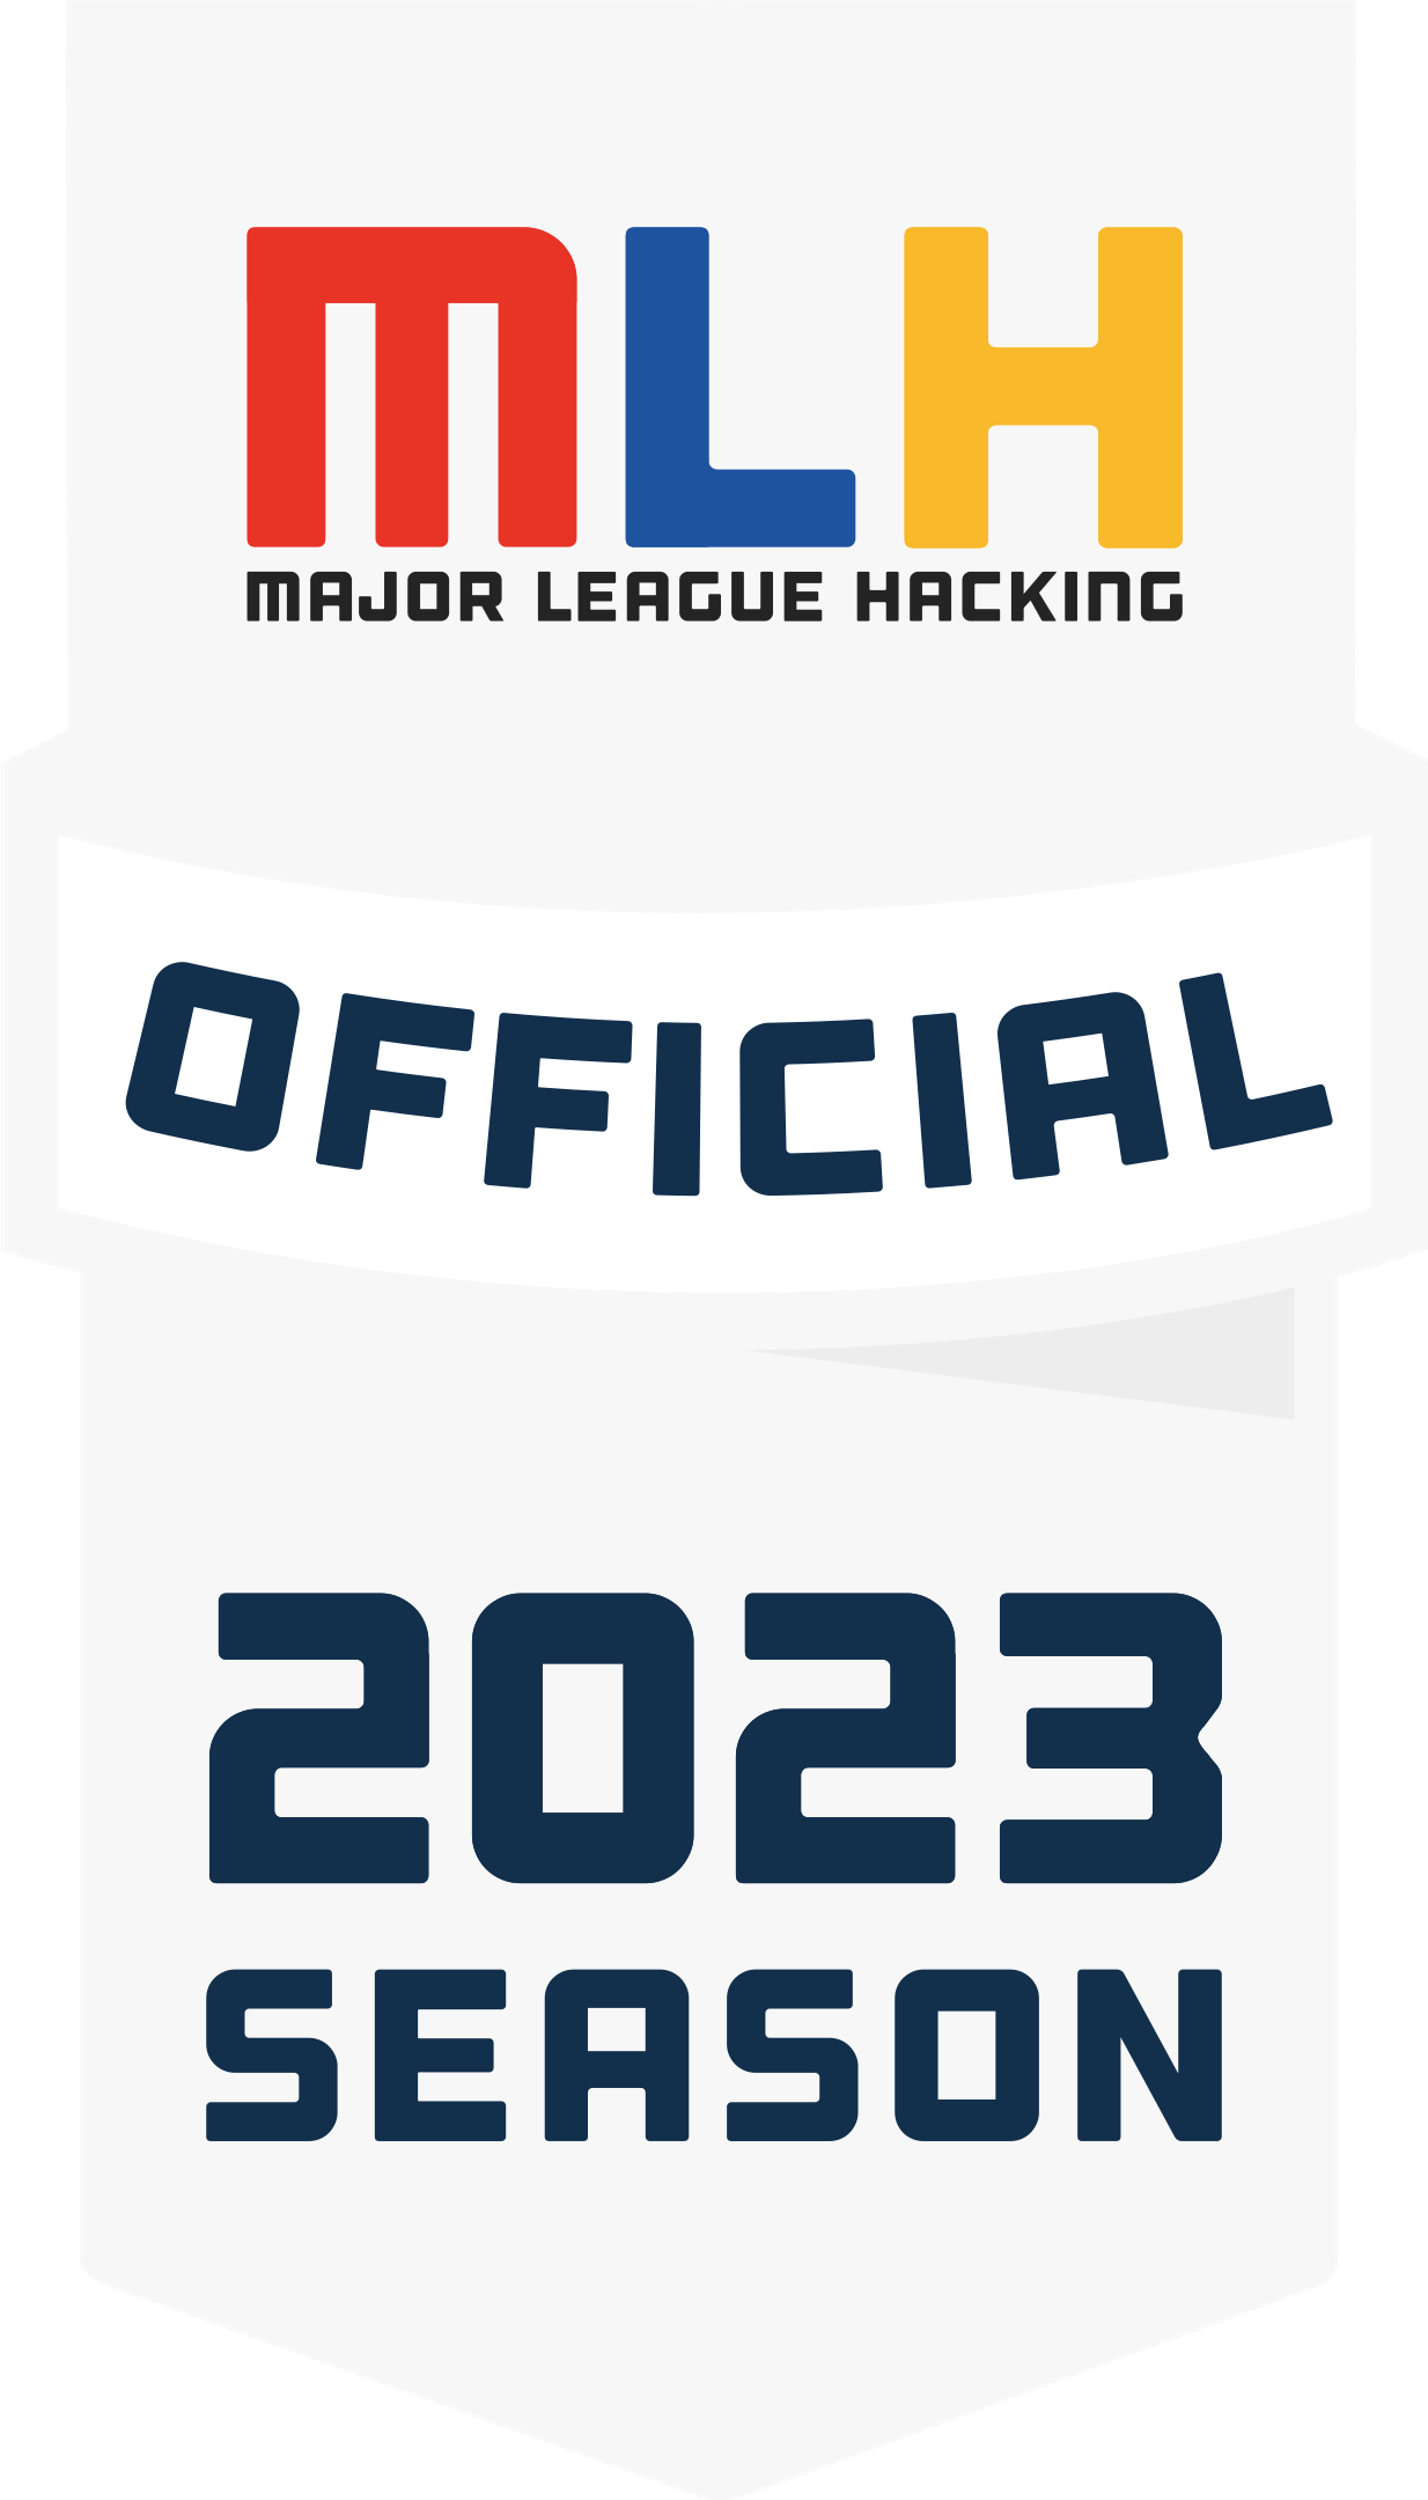 MLH
MAJOR LEAGUE HACKING
OFFICIAL
2023
SEASON